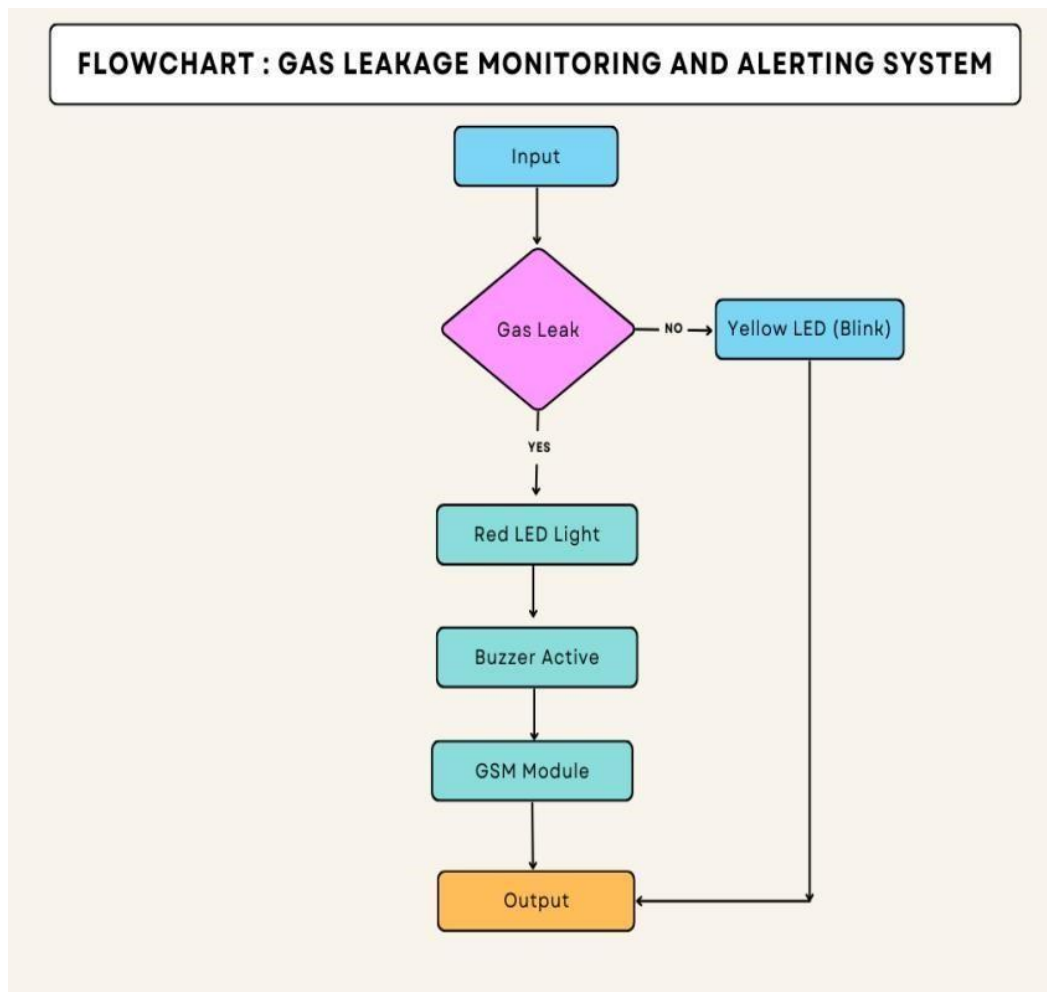 FLOWCHART : GAS LEAKAGE MONITORING AND ALERTING SYSTEM
Input
Gas Leak
NO
Yellow LED (Blink)
YES
Red LED Light
Buzzer Active
GSM Module
Output